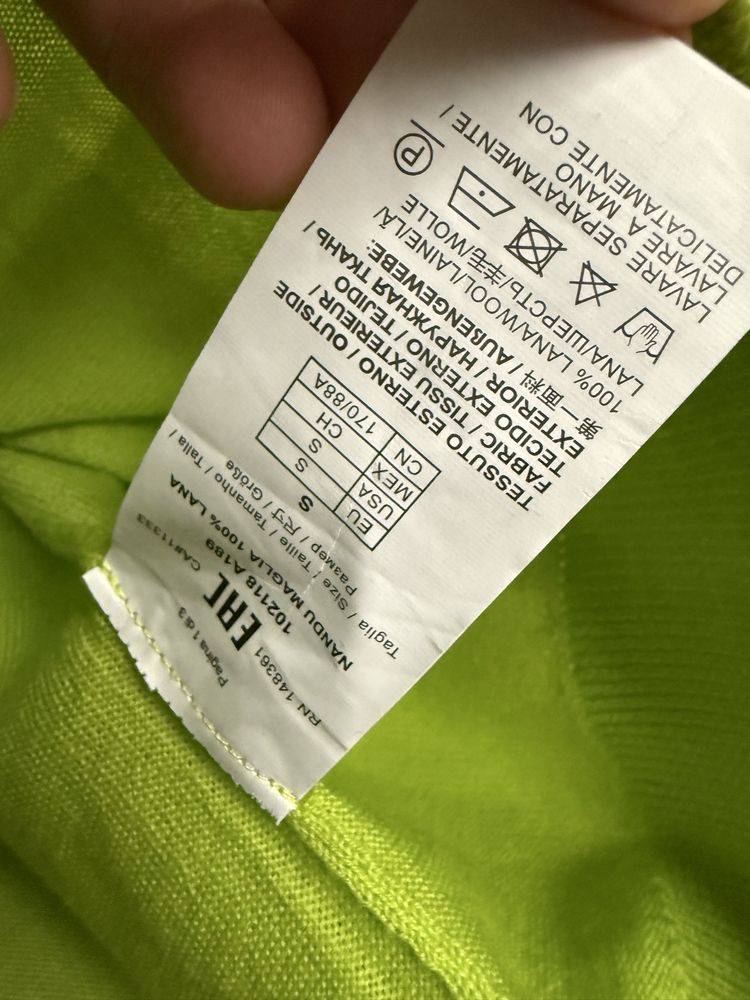 Pagina 1 di 3
RN 148361 CA#11333
EAC
102118 A1B9
NANDU MAGLIA 100% LANA
Taglia / Size / Taille / Tamanho / Talla /
Размер / 尺寸 / Größe
EU S
USA S
MEX CH
CN 170/88A
TESSUTO ESTERNO / OUTSIDE
FABRIC / TISSU EXTERIEUR /
TECIDO EXTERNO / TEJIDO
EXTERIOR / НАРУЖНАЯ ТКАНЬ /
第一面料 / AUßENGEWEBE:
100% LANA/WOOL/LAINE/LÃ/
LANA/ШЕРСТЬ/羊毛/WOLLE
P
LAVARE SEPARATAMENTE /
LAVARE A MANO
DELICATAMENTE CON